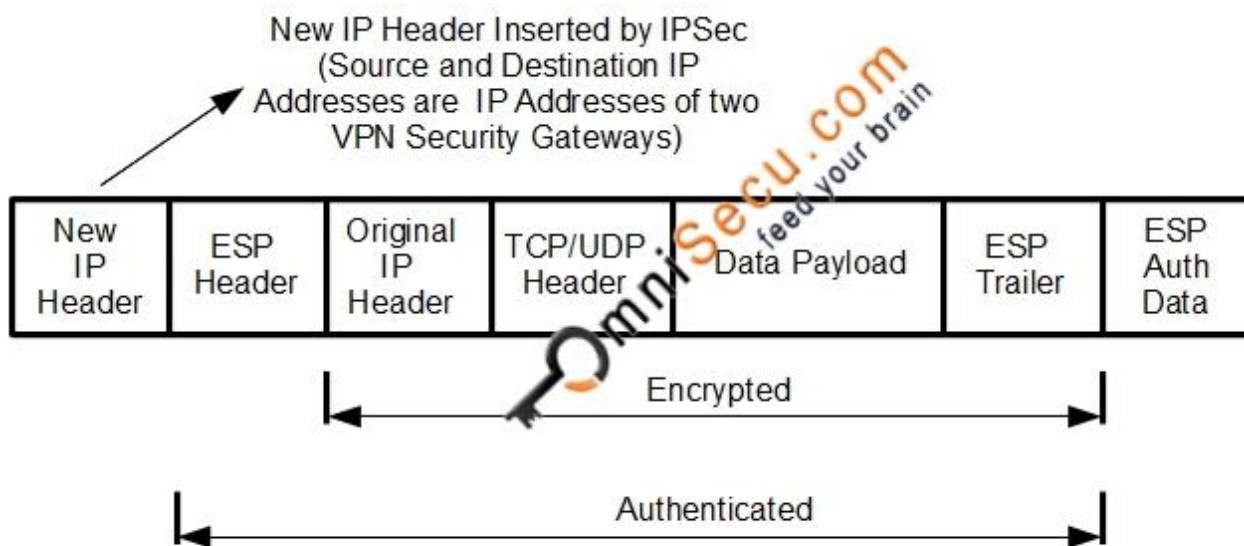 New IP Header Inserted by IPSec
(Source and Destination IP
Addresses are IP Addresses of two
VPN Security Gateways)
New
IP
Header
ESP
Header
Original
IP
Header
TCP/UDP
Header
Data Payload
ESP
Trailer
ESP
Auth
Data
OmniSecu.com
feed your brain
Encrypted
Authenticated